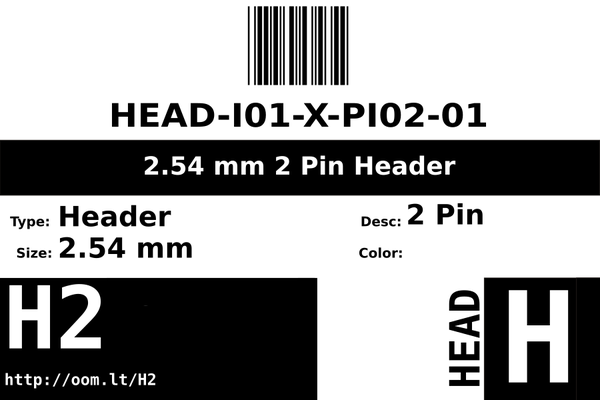 HEAD-I01-X-PI02-01
2.54 mm 2 Pin Header
Type: Header
Desc: 2 Pin
Size: 2.54 mm
Color:
H2
http://oom.lt/H2
HEAD
H